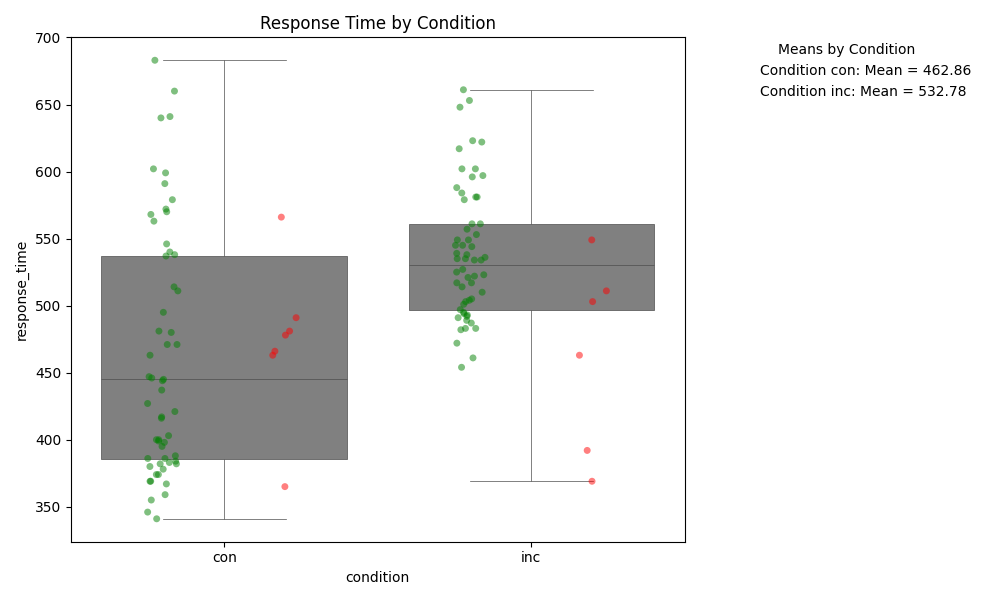 Response Time by Condition
Means by Condition
Condition con: Mean = 462.86
Condition inc: Mean = 532.78
response_time
700
650
600
550
500
450
400
350
con
inc
condition